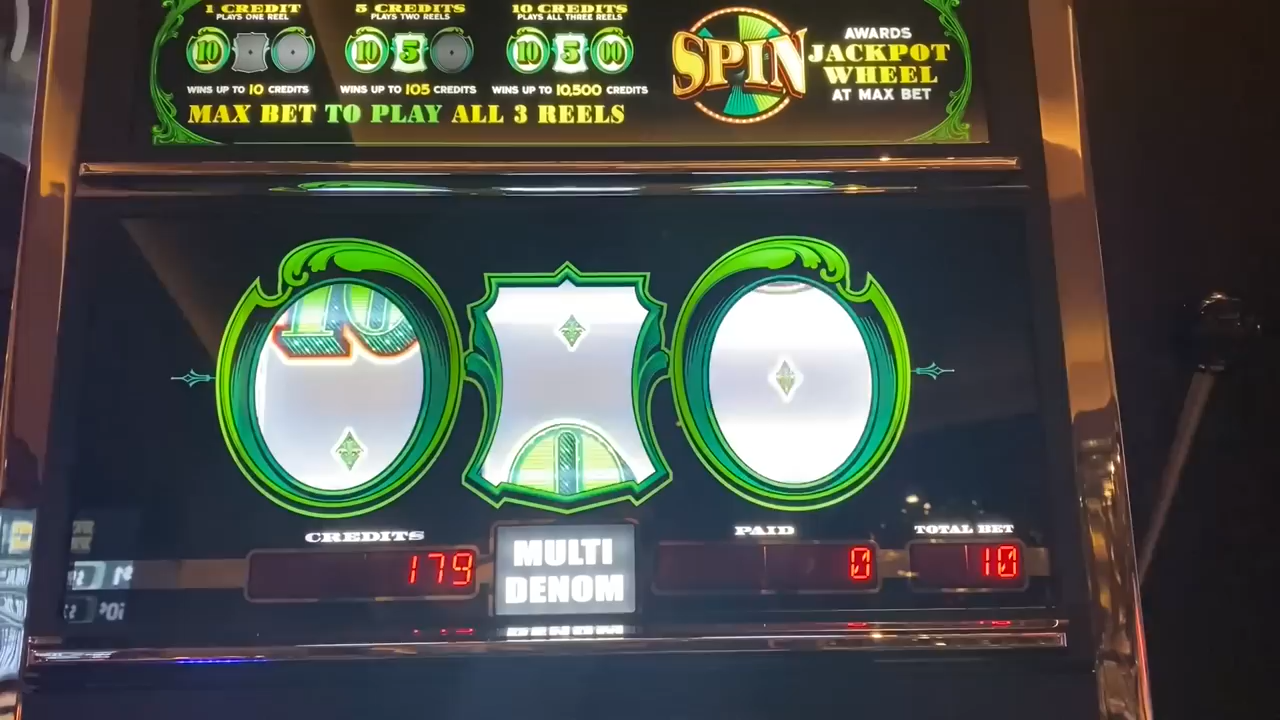 1 CREDIT
PLAYS ONE REEL
10
WINS UP TO 10 CREDITS
5 CREDITS
PLAYS TWO REELS
10 5
WINS UP TO 105 CREDITS
10 CREDITS
PLAYS ALL THREE REELS
10 5 00
WINS UP TO 10,500 CREDITS
MAX BET TO PLAY ALL 3 REELS
SPIN
AWARDS
JACKPOT
WHEEL
AT MAX BET
10
CREDITS
179
MULTI
DENOM
PAID
0
TOTAL BET
10